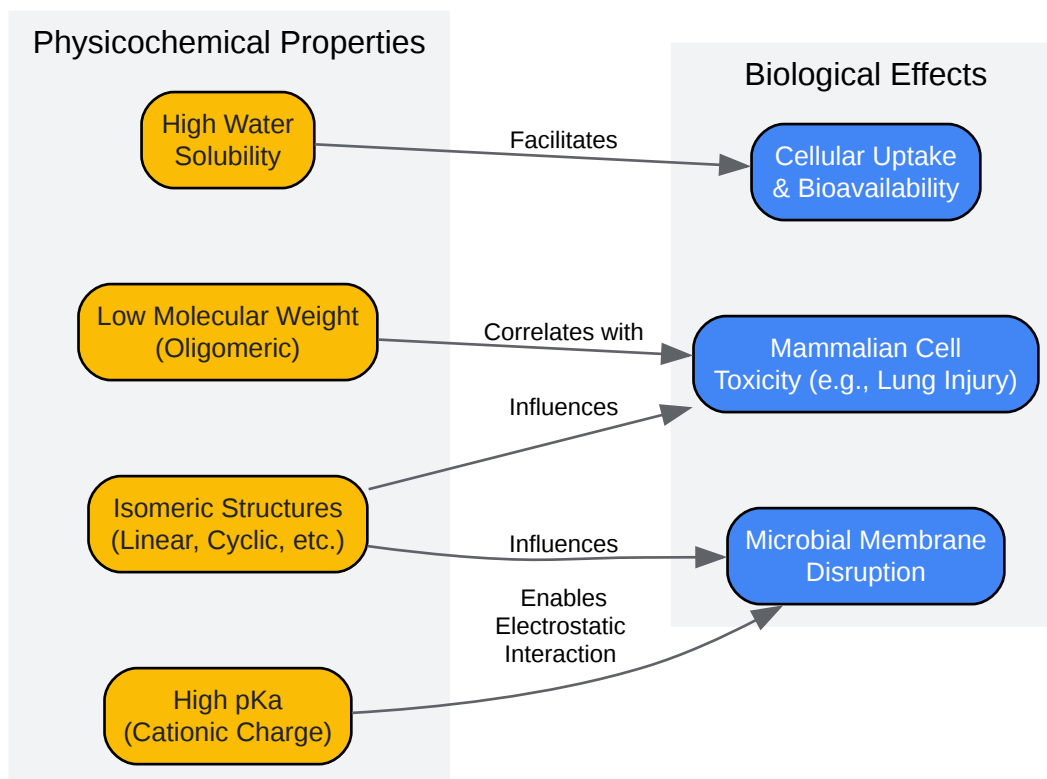 Physicochemical Properties
Biological Effects
High Water
Solubility
Facilitates
Cellular Uptake
& Bioavailability
Low Molecular Weight
(Oligomeric)
Correlates with
Mammalian Cell
Toxicity (e.g., Lung Injury)
Influences
Isomeric Structures
(Linear, Cyclic, etc.)
Influences
Microbial Membrane
Disruption
Enables
Electrostatic
Interaction
High pKa
(Cationic Charge)